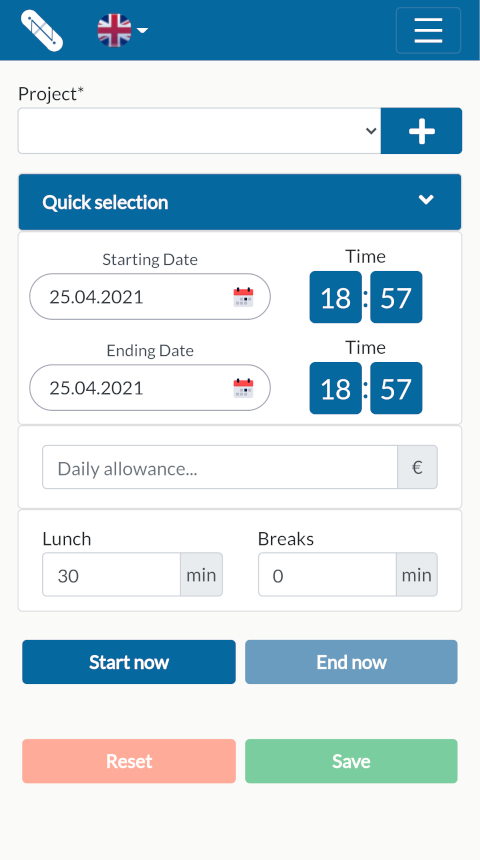 Project*
Quick selection
Starting Date
Time
25.04.2021
18 : 57
Ending Date
Time
25.04.2021
18 : 57
Daily allowance... €
Lunch
Breaks
30 min
0 min
Start now
End now
Reset
Save